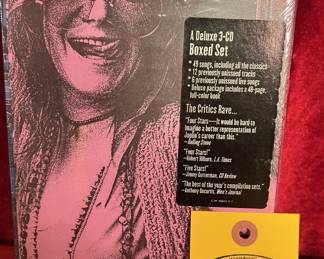 A Deluxe 3-CD
Boxed Set
* 49 songs, including all the classics
* 12 previously unissued tracks
* 6 previously unissued live songs
* Deluxe package includes a 48-page,
full-color book
The Critics Rave...
"Four Stars—It would be hard to
imagine a better representation of
Joplin's career than this."
—Rolling Stone
"Four Stars!"
—Robert Hilburn, L.A. Times
"Five Stars!"
—Jimmy Guterman, CD Review
"The best of the year's compilation sets."
—Anthony DeCurtis, Men's Journal